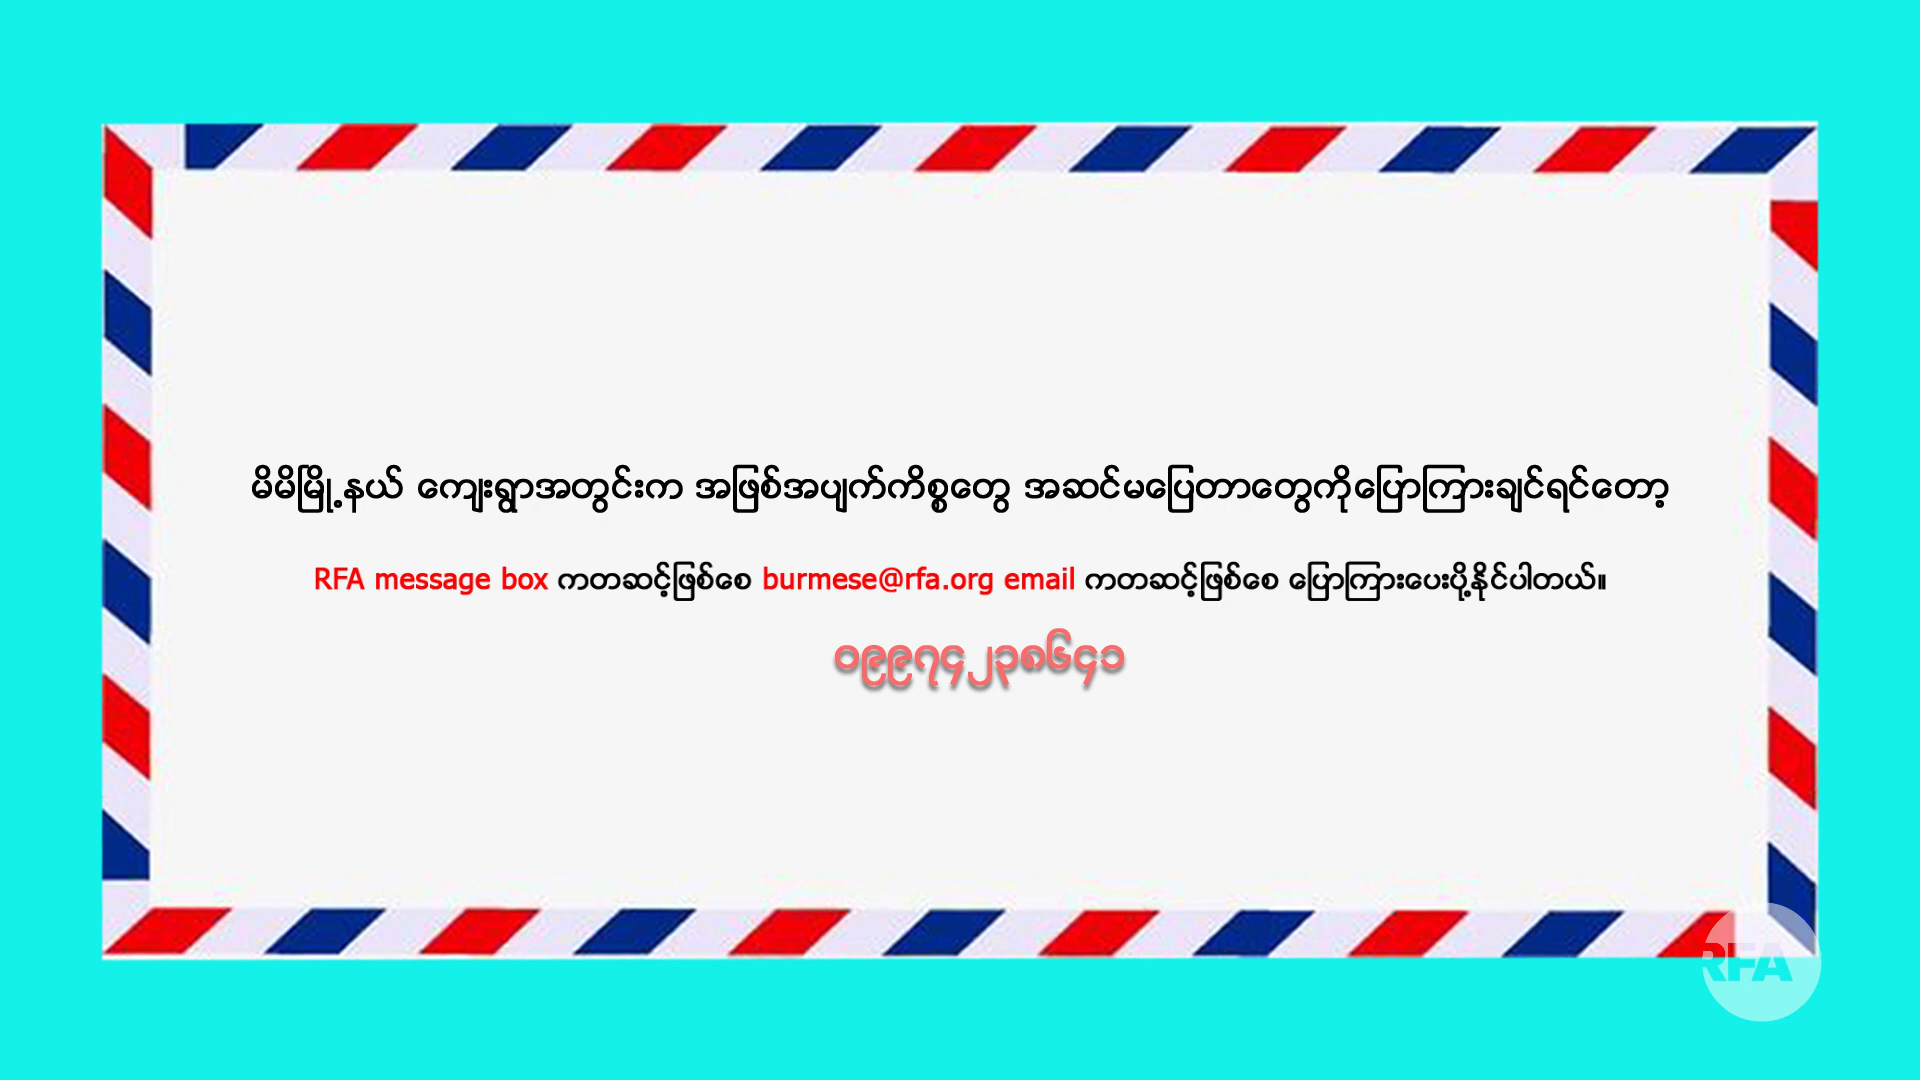 မိမိမြို့နယ် ကျေးရွာအတွင်းက အဖြစ်အပျက်ကိစ္စတွေ အဆင်မပြေတာတွေကိုပြောကြားချင်ရင်တော့
RFA message box ကတဆင့်ဖြစ်စေ burmese@rfa.org email ကတဆင့်ဖြစ်စေ ပြောကြားပေးပို့နိုင်ပါတယ်။
၀၉၉၇၄၂၃၈၆၄၁
RFA